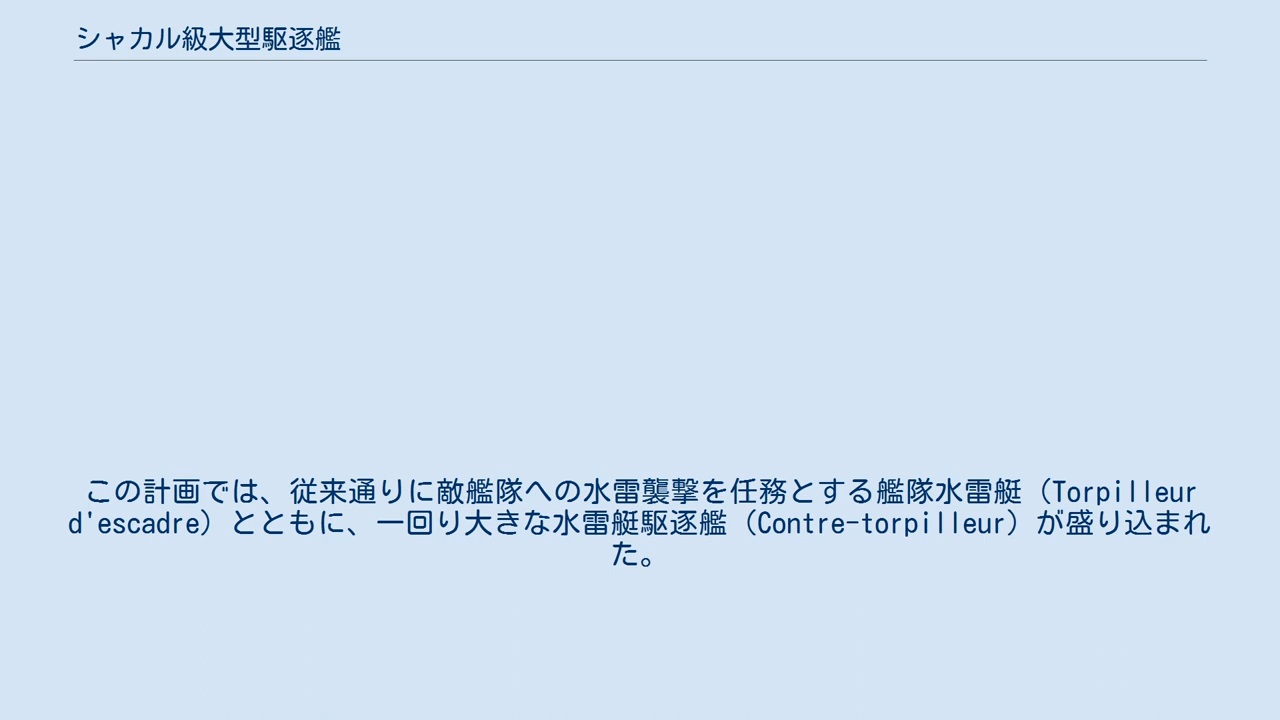 シャカル級大型駆逐艦
この計画では、従来通りに敵艦隊への水雷襲撃を任務とする艦隊水雷艇（Torpilleur
d'escadre）とともに、一回り大きな水雷艇駆逐艦（Contre-torpilleur）が盛り込まれ
た。